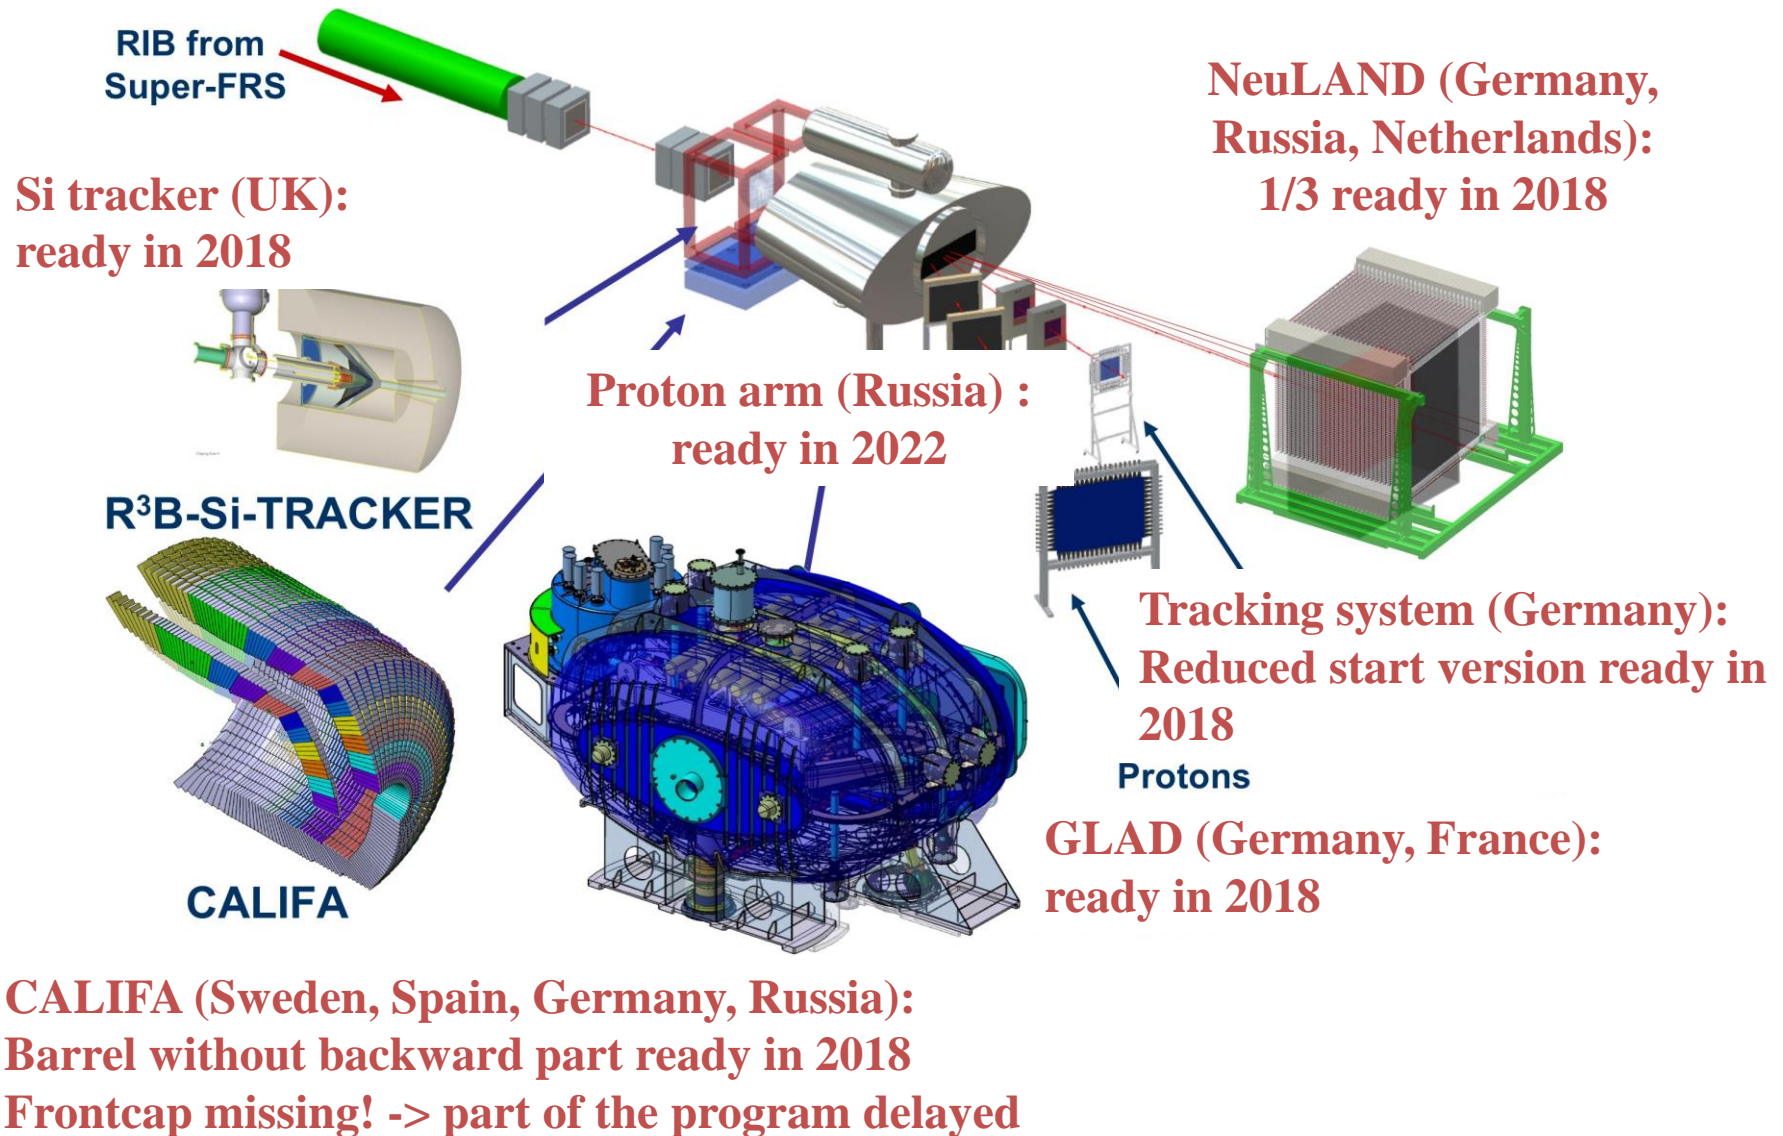 RIB from
Super-FRS
NeuLAND (Germany,
Russia, Netherlands):
1/3 ready in 2018
Si tracker (UK):
ready in 2018
Proton arm (Russia) :
ready in 2022
R³B-Si-TRACKER
Tracking system (Germany):
Reduced start version ready in
2018
Protons
GLAD (Germany, France):
ready in 2018
CALIFA
CALIFA (Sweden, Spain, Germany, Russia):
Barrel without backward part ready in 2018
Frontcap missing! -> part of the program delayed